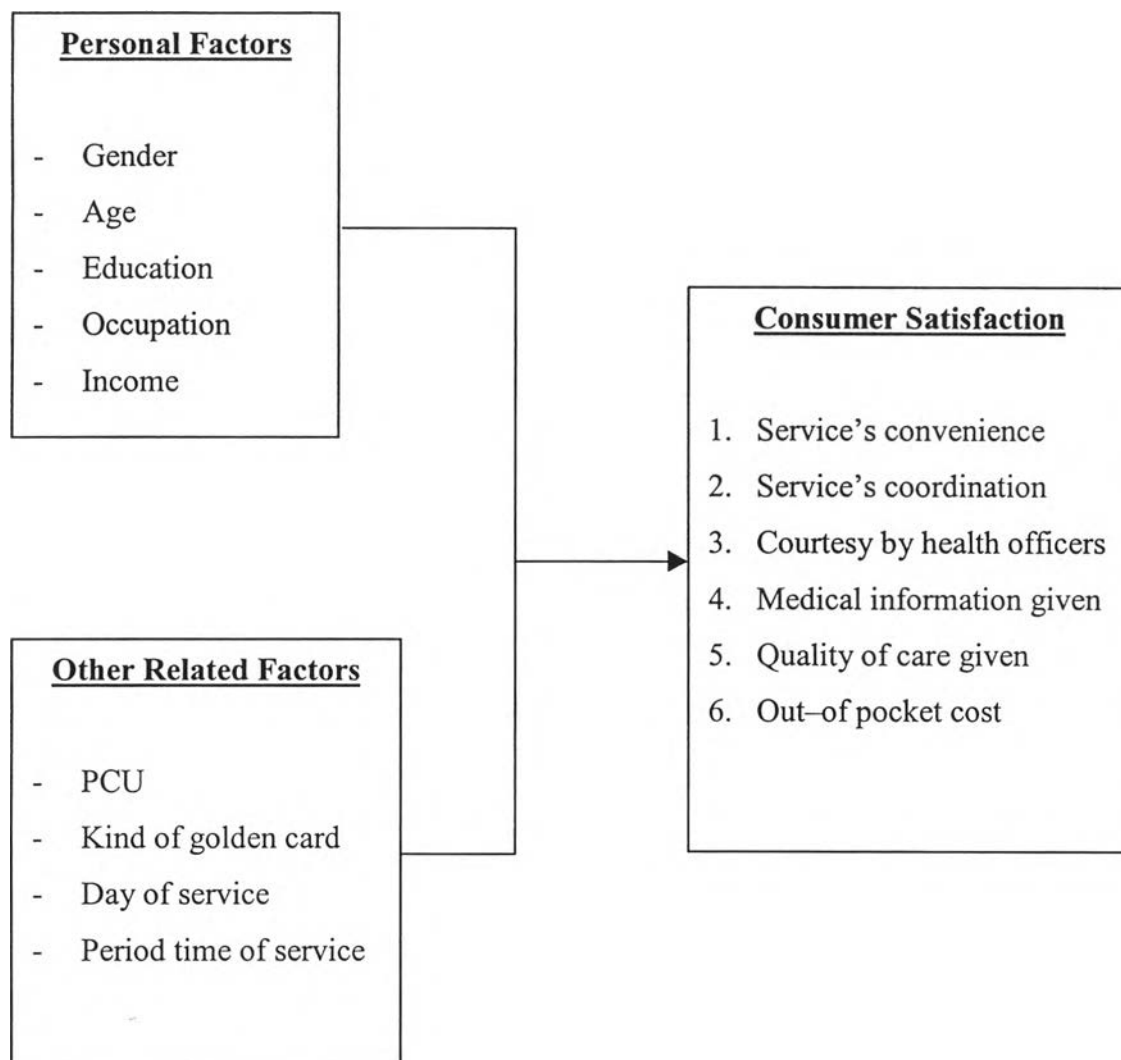 Personal Factors
- Gender
- Age
- Education
- Occupation
- Income
Other Related Factors
- PCU
- Kind of golden card
- Day of service
- Period time of service
Consumer Satisfaction
1. Service’s convenience
2. Service’s coordination
3. Courtesy by health officers
4. Medical information given
5. Quality of care given
6. Out–of pocket cost